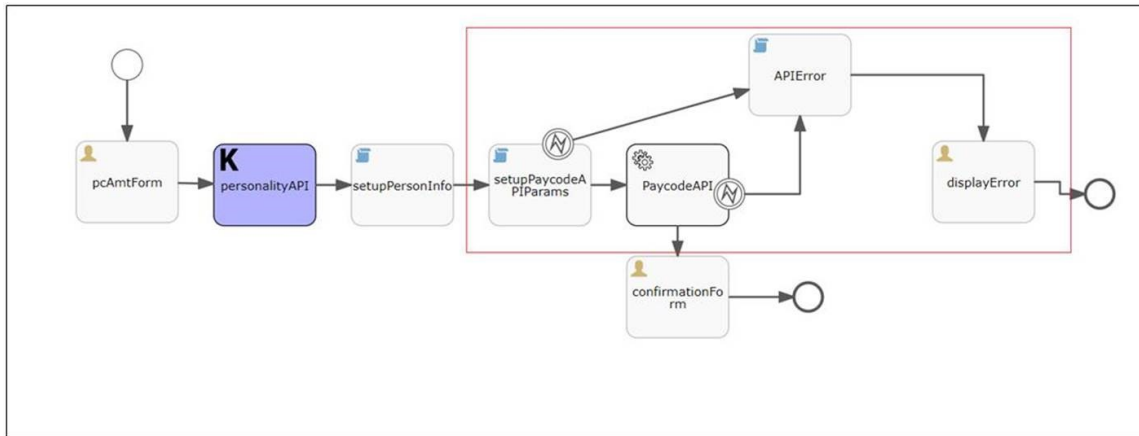 APIError
K
pcAmtForm
personalityAPI
setupPersonInfo
setupPaycodeA
PIParams
PaycodeAPI
displayError
confirmationFo
rm